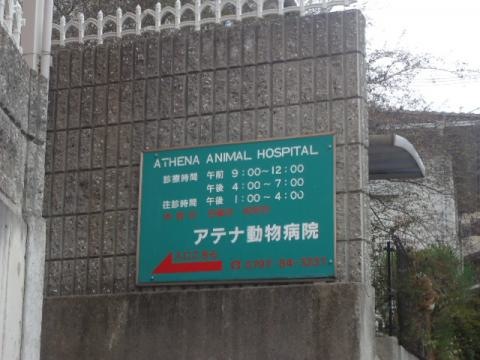 ATHENA ANIMAL HOSPITAL
診療時間 午前 9:00~12:00
午後 4:00~7:00
往診時間 午後 1:00~4:00
アテナ動物病院